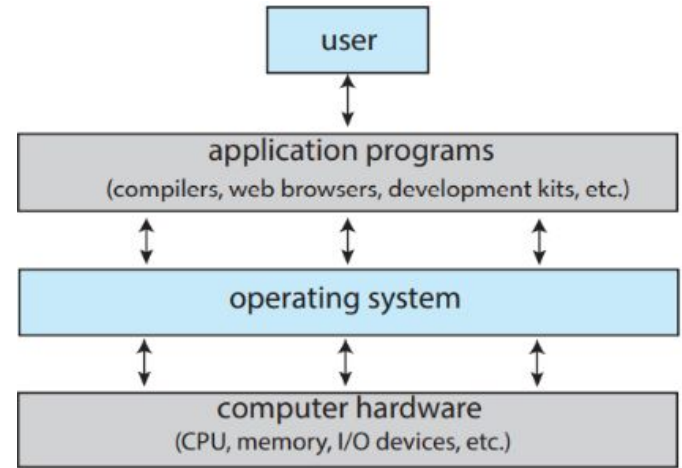 user
application programs
(compilers, web browsers, development kits, etc.)
operating system
computer hardware
(CPU, memory, I/O devices, etc.)